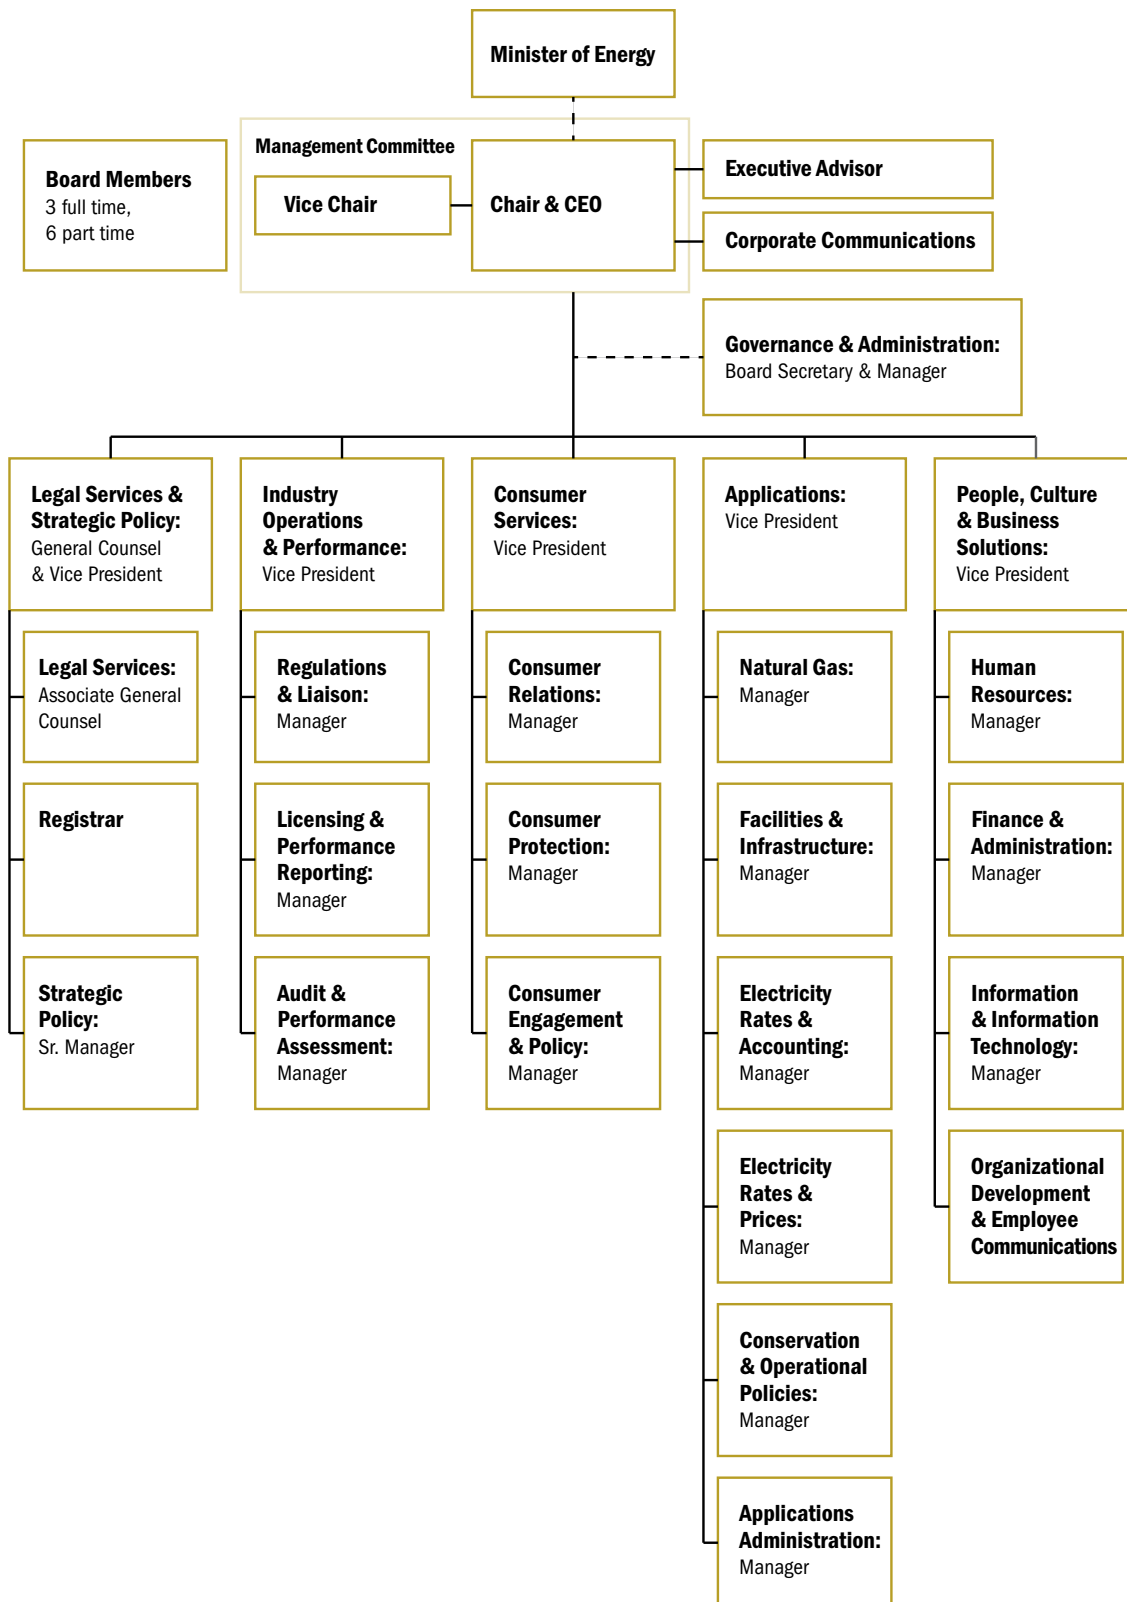 Minister of Energy
Management Committee
Board Members
3 full time,
6 part time
Vice Chair
Chair & CEO
Executive Advisor
Corporate Communications
Governance & Administration:
Board Secretary & Manager
Legal Services &
Strategic Policy:
General Counsel
& Vice President
Legal Services:
Associate General
Counsel
Registrar
Strategic
Policy:
Sr. Manager
Industry
Operations
& Performance:
Vice President
Regulations
& Liaison:
Manager
Licensing &
Performance
Reporting:
Manager
Audit &
Performance
Assessment:
Manager
Consumer
Services:
Vice President
Consumer
Relations:
Manager
Consumer
Protection:
Manager
Consumer
Engagement
& Policy:
Manager
Applications:
Vice President
Natural Gas:
Manager
Facilities &
Infrastructure:
Manager
Electricity
Rates &
Accounting:
Manager
Electricity
Rates &
Prices:
Manager
Conservation
& Operational
Policies:
Manager
Applications
Administration:
Manager
People, Culture
& Business
Solutions:
Vice President
Human
Resources:
Manager
Finance &
Administration:
Manager
Information
& Information
Technology:
Manager
Organizational
Development
& Employee
Communications